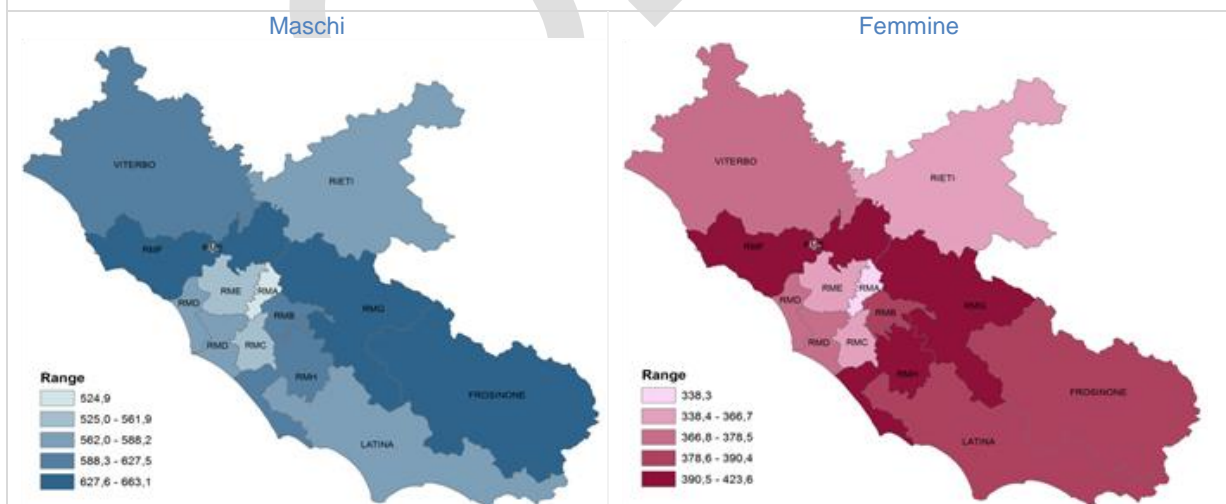 Maschi
VITERBO
RIETI
RMF
RME
RMA
RMD
RMB
RMG
RMD
RMC
RMH
FROSINONE
LATINA
Range
524,9
525,0 - 561,9
562,0 - 588,2
588,3 - 627,5
627,6 - 663,1
Femmine
VITERBO
RIETI
RMF
RME
RMA
RMD
RMB
RMG
RMD
RMC
RMH
FROSINONE
LATINA
Range
338,3
338,4 - 366,7
366,8 - 378,5
378,6 - 390,4
390,5 - 423,6